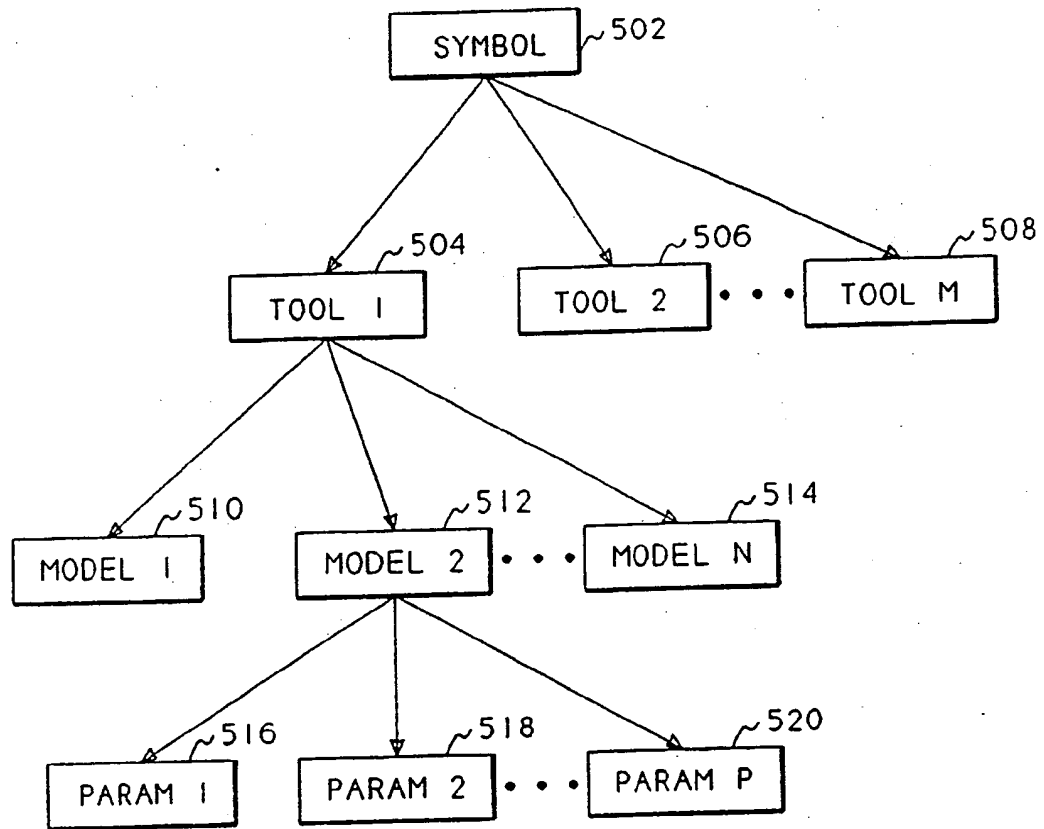 SYMBOL 502
TOOL 1 504
TOOL 2 506
TOOL M 508
MODEL 1 510
MODEL 2 512
MODEL N 514
PARAM 1 516
PARAM 2 518
PARAM P 520